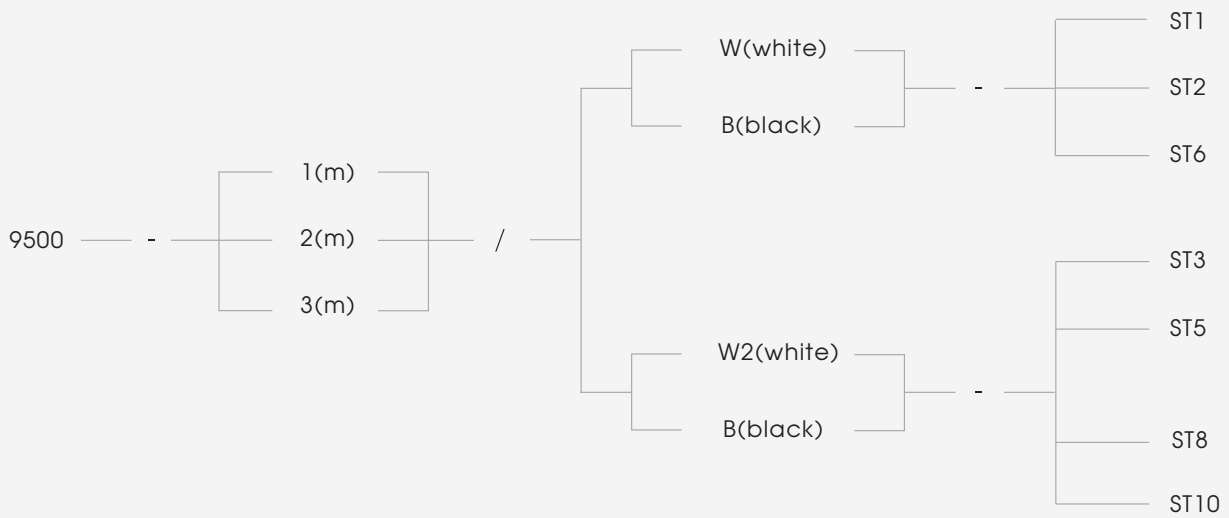 9500
-
1(m)
2(m)
3(m)
/
W(white)
B(black)
-
ST1
ST2
ST6
W2(white)
B(black)
-
ST3
ST5
ST8
ST10